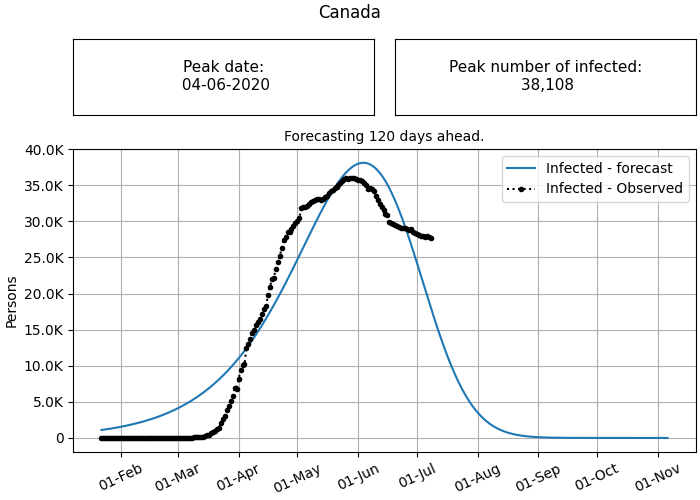 Canada
Peak date:
04-06-2020
Peak number of infected:
38,108
Forecasting 120 days ahead.
Infected - forecast
Infected - Observed
Persons
40.0K
35.0K
30.0K
25.0K
20.0K
15.0K
10.0K
5.0K
0
01-Feb
01-Mar
01-Apr
01-May
01-Jun
01-Jul
01-Aug
01-Sep
01-Oct
01-Nov